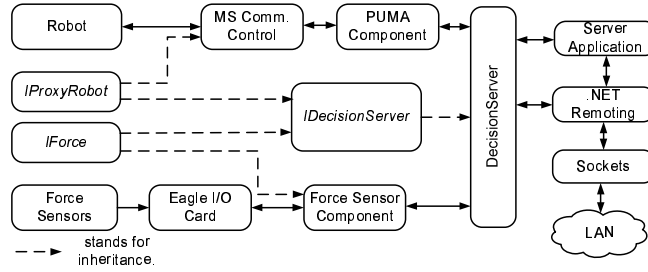 Robot
MS Comm.
Control
PUMA
Component
Server
Application
IProxyRobot
IDecisionServer
DecisionServer
.NET
Remoting
IForce
Sockets
Force
Sensors
Eagle I/O
Card
Force Sensor
Component
LAN
stands for
inheritance.